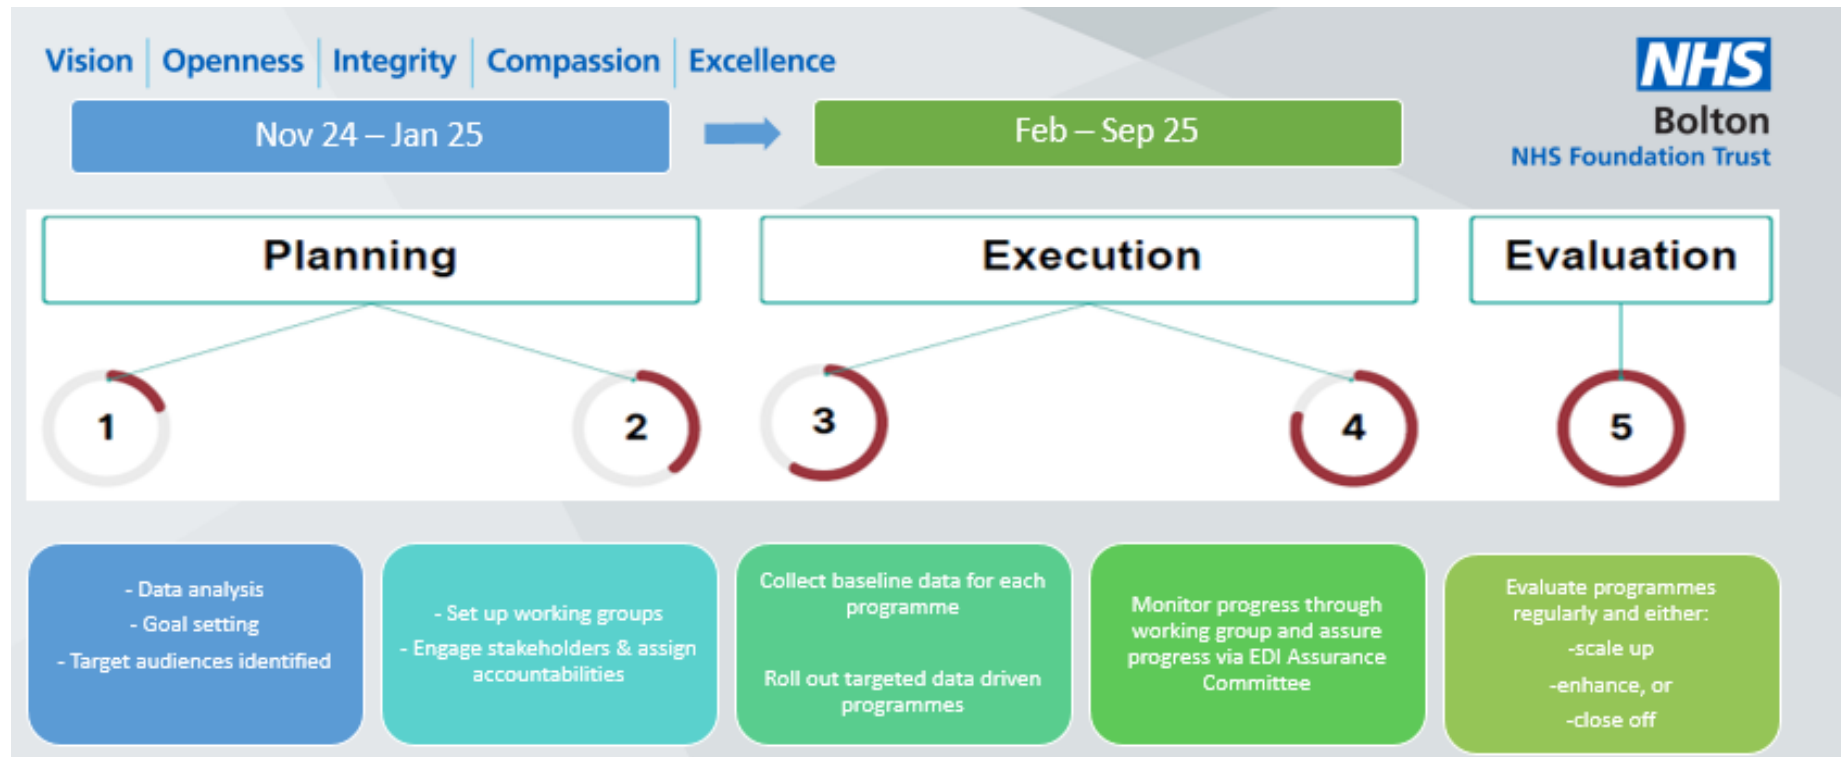 Vision | Openness | Integrity | Compassion | Excellence
NHS
Bolton
NHS Foundation Trust
Nov 24 – Jan 25
Feb – Sep 25
Planning
Execution
Evaluation
1
2
3
4
5
- Data analysis
- Goal setting
- Target audiences identified
- Set up working groups
- Engage stakeholders & assign
accountabilities
Collect baseline data for each
programme
Roll out targeted data driven
programmes
Monitor progress through
working group and assure
progress via EDI Assurance
Committee
Evaluate programmes
regularly and either:
-scale up
-enhance, or
-close off